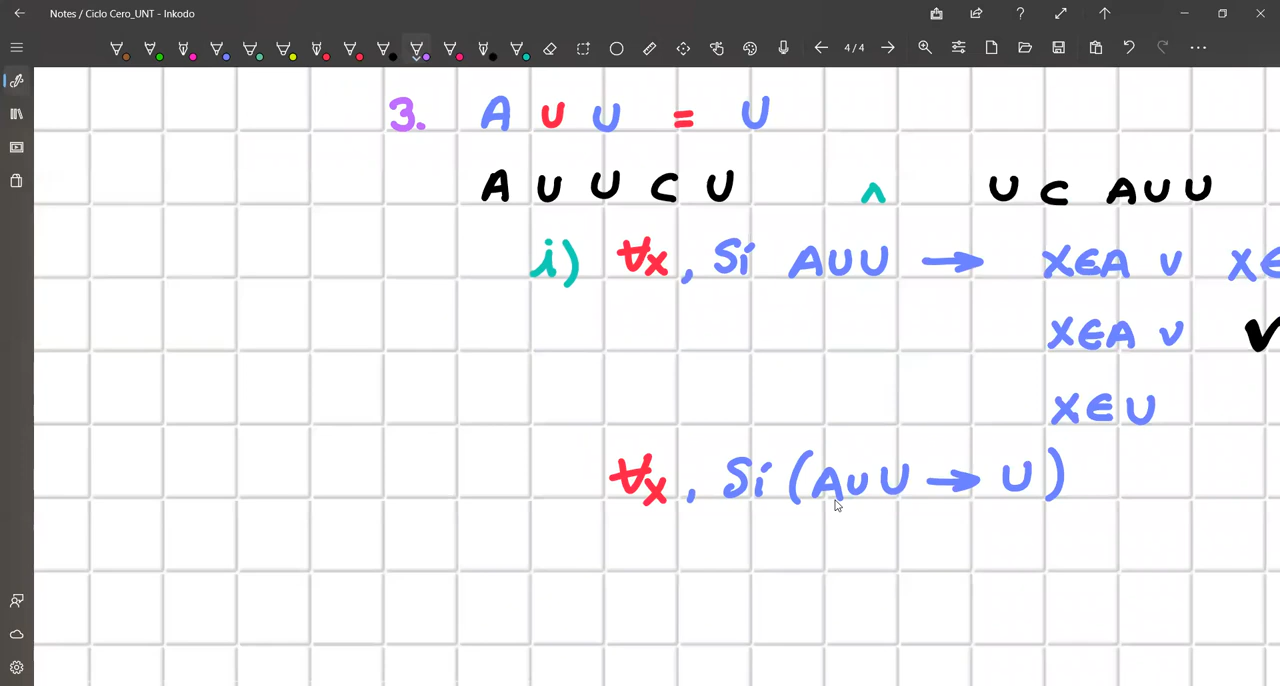 Notes / Ciclo Cero_UNT - Inkodo
4 / 4
3. A ∪ U = U
A ∪ U ⊂ U ∧ U ⊂ A ∪ U
i) ∀x, Si A∪U → x∈A ∨ x∈
x∈A ∨ V
x∈U
∀x, Si (A∪U → U)